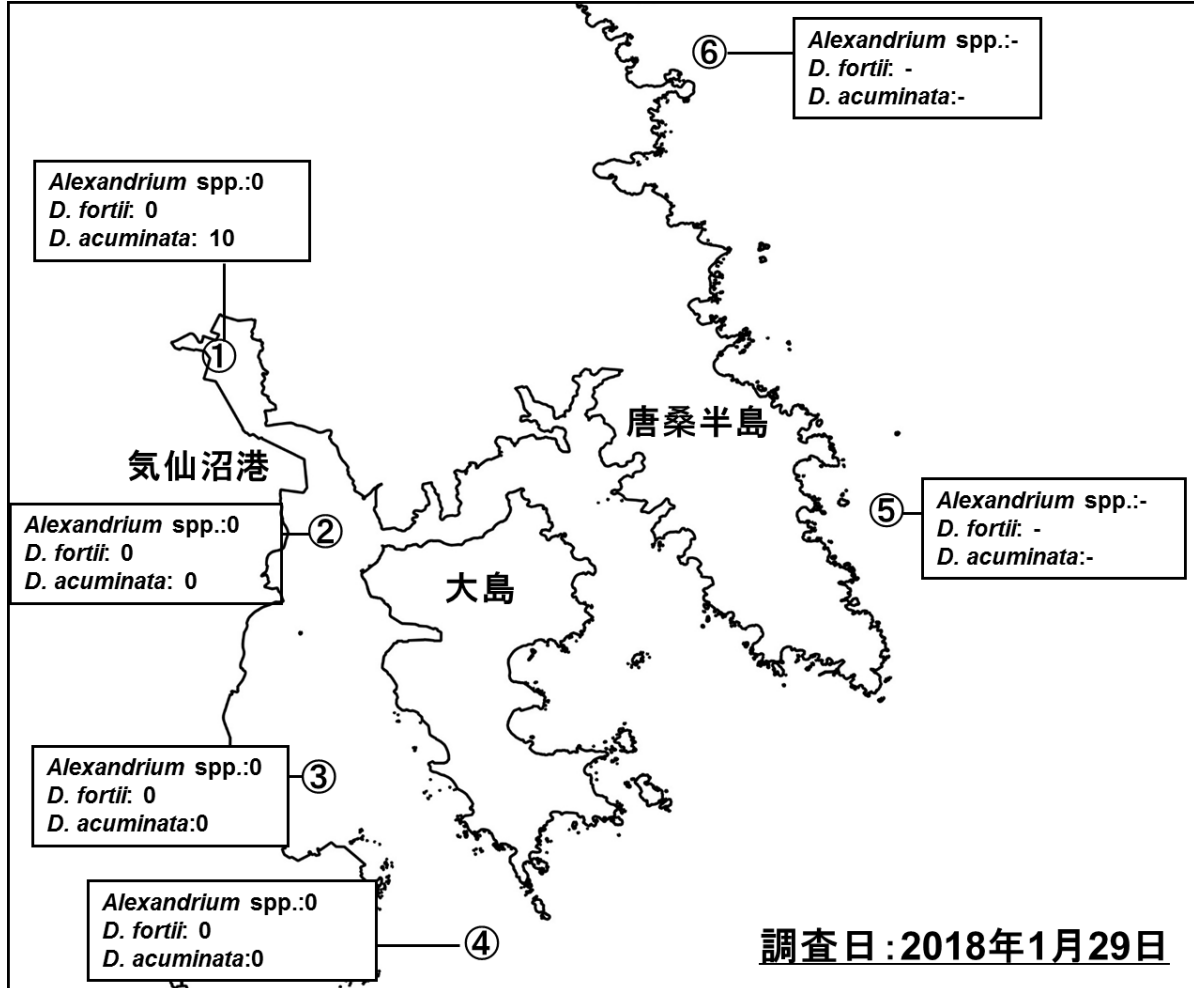 ⑥
Alexandrium spp.:-
D. fortii: -
D. acuminata:-
Alexandrium spp.:0
D. fortii: 0
D. acuminata: 10
①
唐桑半島
気仙沼港
Alexandrium spp.:0
D. fortii: 0
D. acuminata: 0
②
⑤
Alexandrium spp.:-
D. fortii: -
D. acuminata:-
大島
Alexandrium spp.:0
D. fortii: 0
D. acuminata:0
③
Alexandrium spp.:0
D. fortii: 0
D. acuminata:0
④
調査日:2018年1月29日